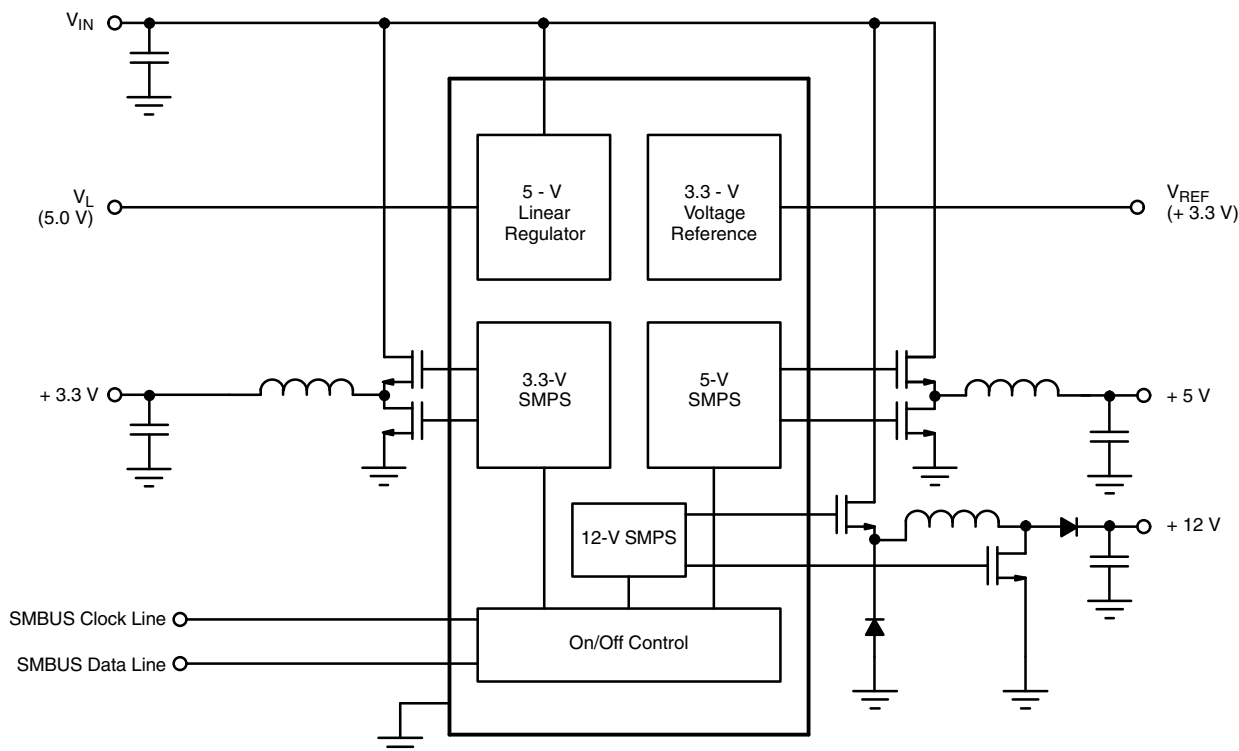 V_IN
V_L
(5.0 V)
5 - V
Linear
Regulator
3.3 - V
Voltage
Reference
V_REF
(+ 3.3 V)
+ 3.3 V
3.3-V
SMPS
5-V
SMPS
+ 5 V
12-V SMPS
+ 12 V
SMBUS Clock Line
SMBUS Data Line
On/Off Control